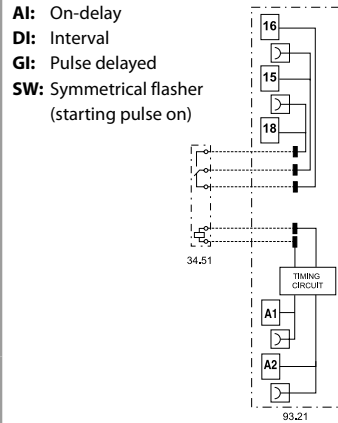 AI: On-delay
DI: Interval
GI: Pulse delayed
SW: Symmetrical flasher
(starting pulse on)
16
15
18
34.51
TIMING
CIRCUIT
A1
A2
93.21